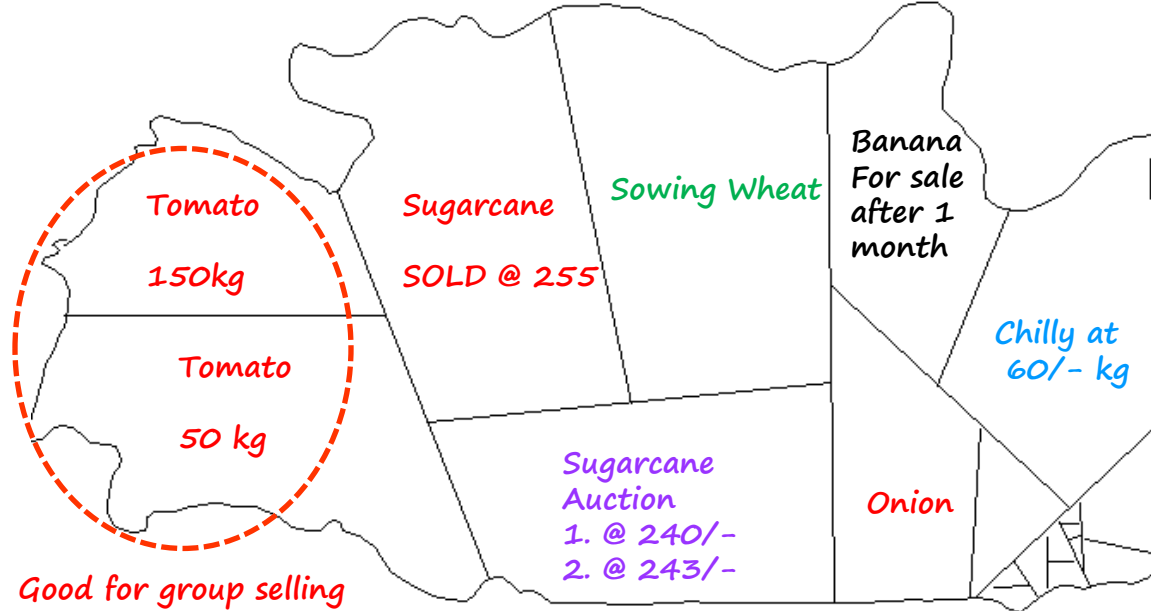 Tomato
150kg
Tomato
50 kg
Good for group selling
Sugarcane
SOLD @ 255
Sowing Wheat
Sugarcane
Auction
1. @ 240/-
2. @ 243/-
Banana
For sale
after 1
month
Onion
Chilly at
60/- kg